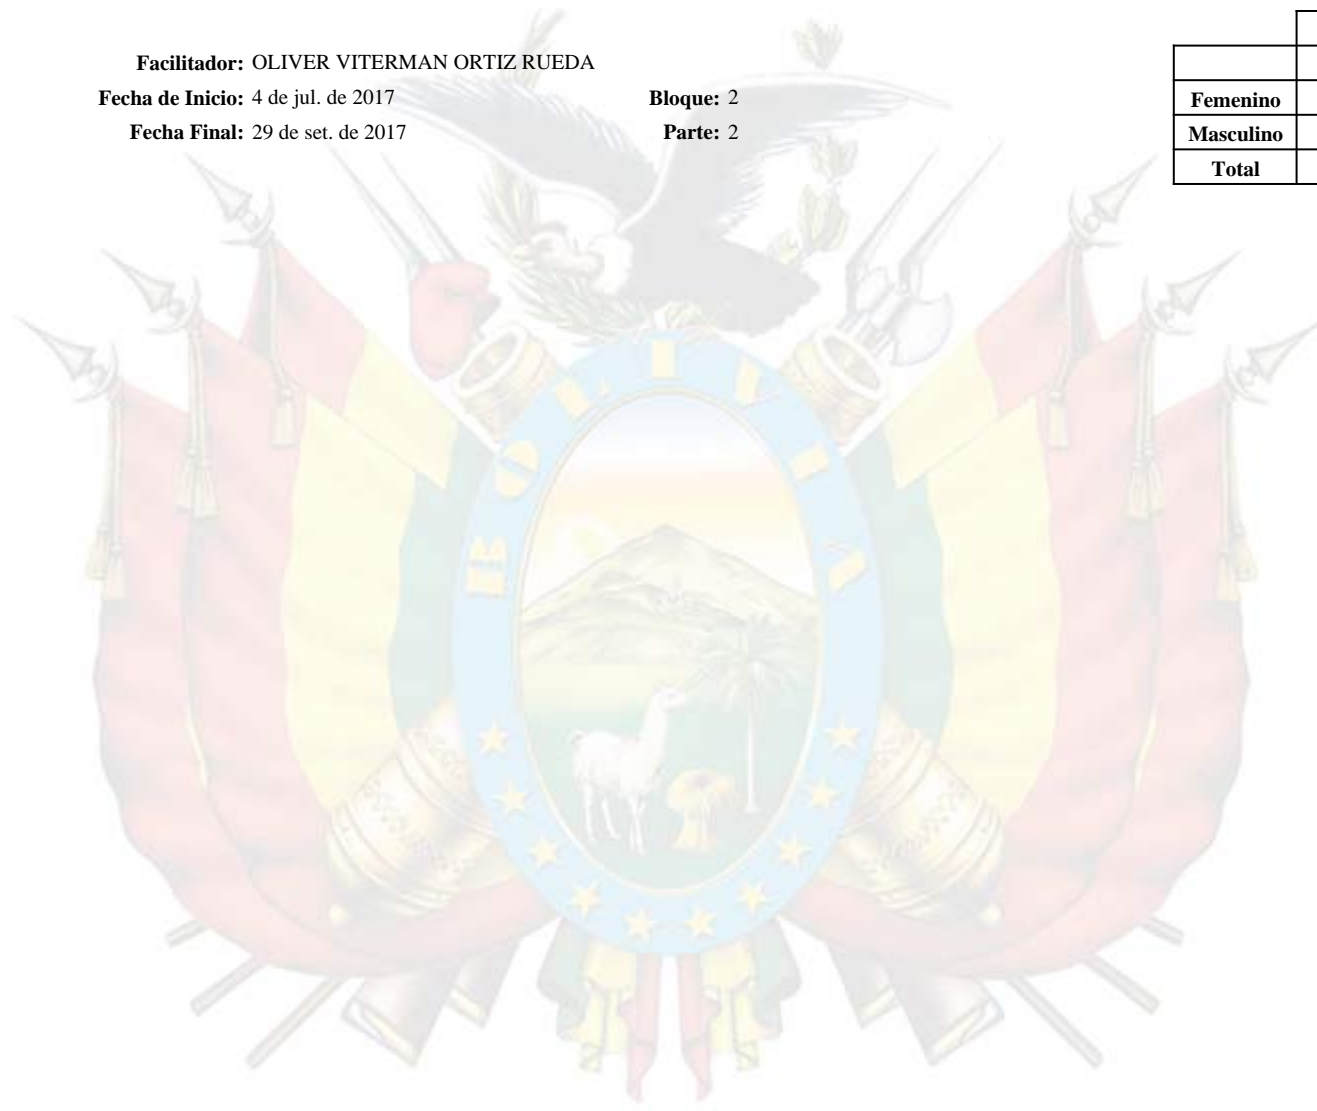 Facilitador: OLIVER VITERMAN ORTIZ RUEDA
Fecha de Inicio: 4 de jul. de 2017 Bloque: 2
Fecha Final: 29 de set. de 2017 Parte: 2
Femenino
Masculino
Total
BOLIVIA